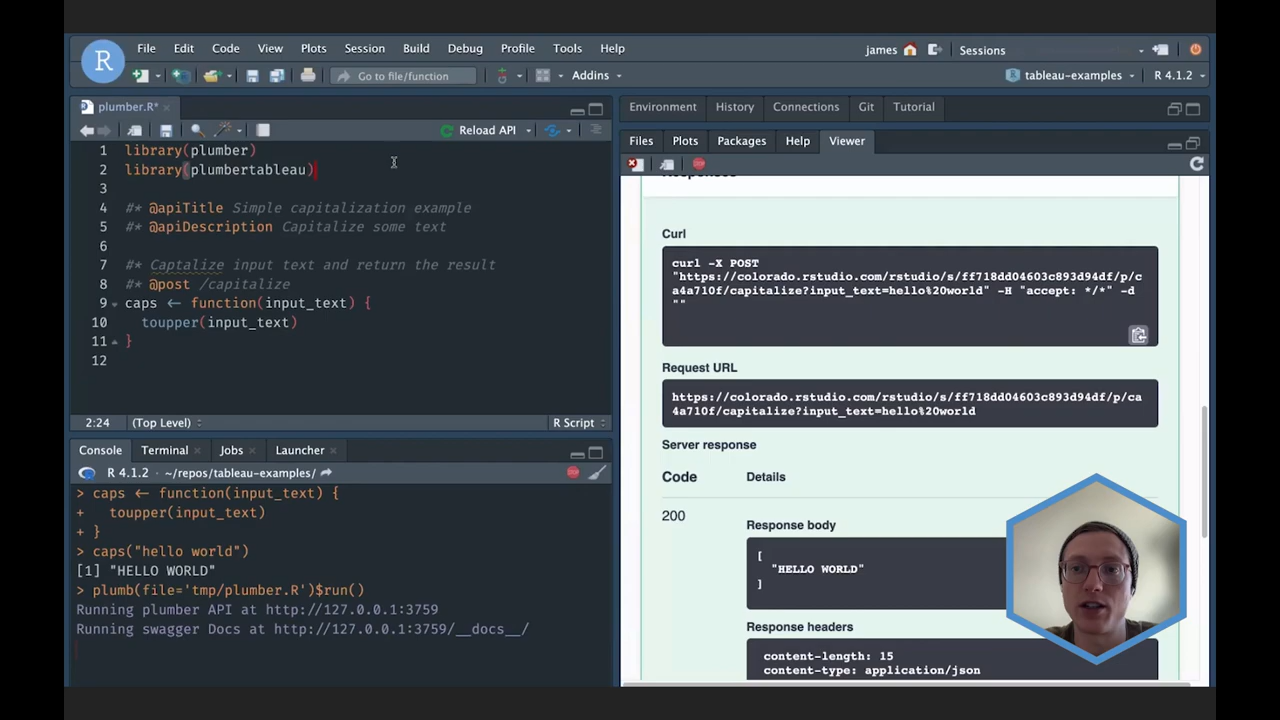 R
File Edit Code View Plots Session Build Debug Profile Tools Help
james Sessions
Go to file/function Addins
tableau-examples R 4.1.2
plumber.R*
Reload API
1 library(plumber)
2 library(plumbertableau)
3
4 #* @apiTitle Simple capitalization example
5 #* @apiDescription Capitalize some text
6
7 #* Captalize input text and return the result
8 #* @post /capitalize
9 caps ← function(input_text) {
10 toupper(input_text)
11 }
12
2:24 (Top Level) R Script
Console Terminal Jobs Launcher
R 4.1.2 · ~/repos/tableau-examples/
> caps ← function(input_text) {
+ toupper(input_text)
+ }
> caps("hello world")
[1] "HELLO WORLD"
> plumb(file='tmp/plumber.R')$run()
Running plumber API at http://127.0.0.1:3759
Running swagger Docs at http://127.0.0.1:3759/__docs__/
Environment History Connections Git Tutorial
Files Plots Packages Help Viewer
Responses
Curl
curl -X POST
"https://colorado.rstudio.com/rstudio/s/ff718dd04603c893d94df/p/c
a4a710f/capitalize?input_text=hello%20world" -H "accept: */*" -d
""
Request URL
https://colorado.rstudio.com/rstudio/s/ff718dd04603c893d94df/p/ca
4a710f/capitalize?input_text=hello%20world
Server response
Code Details
200
Response body
[
"HELLO WORLD"
]
Response headers
content-length: 15
content-type: application/json